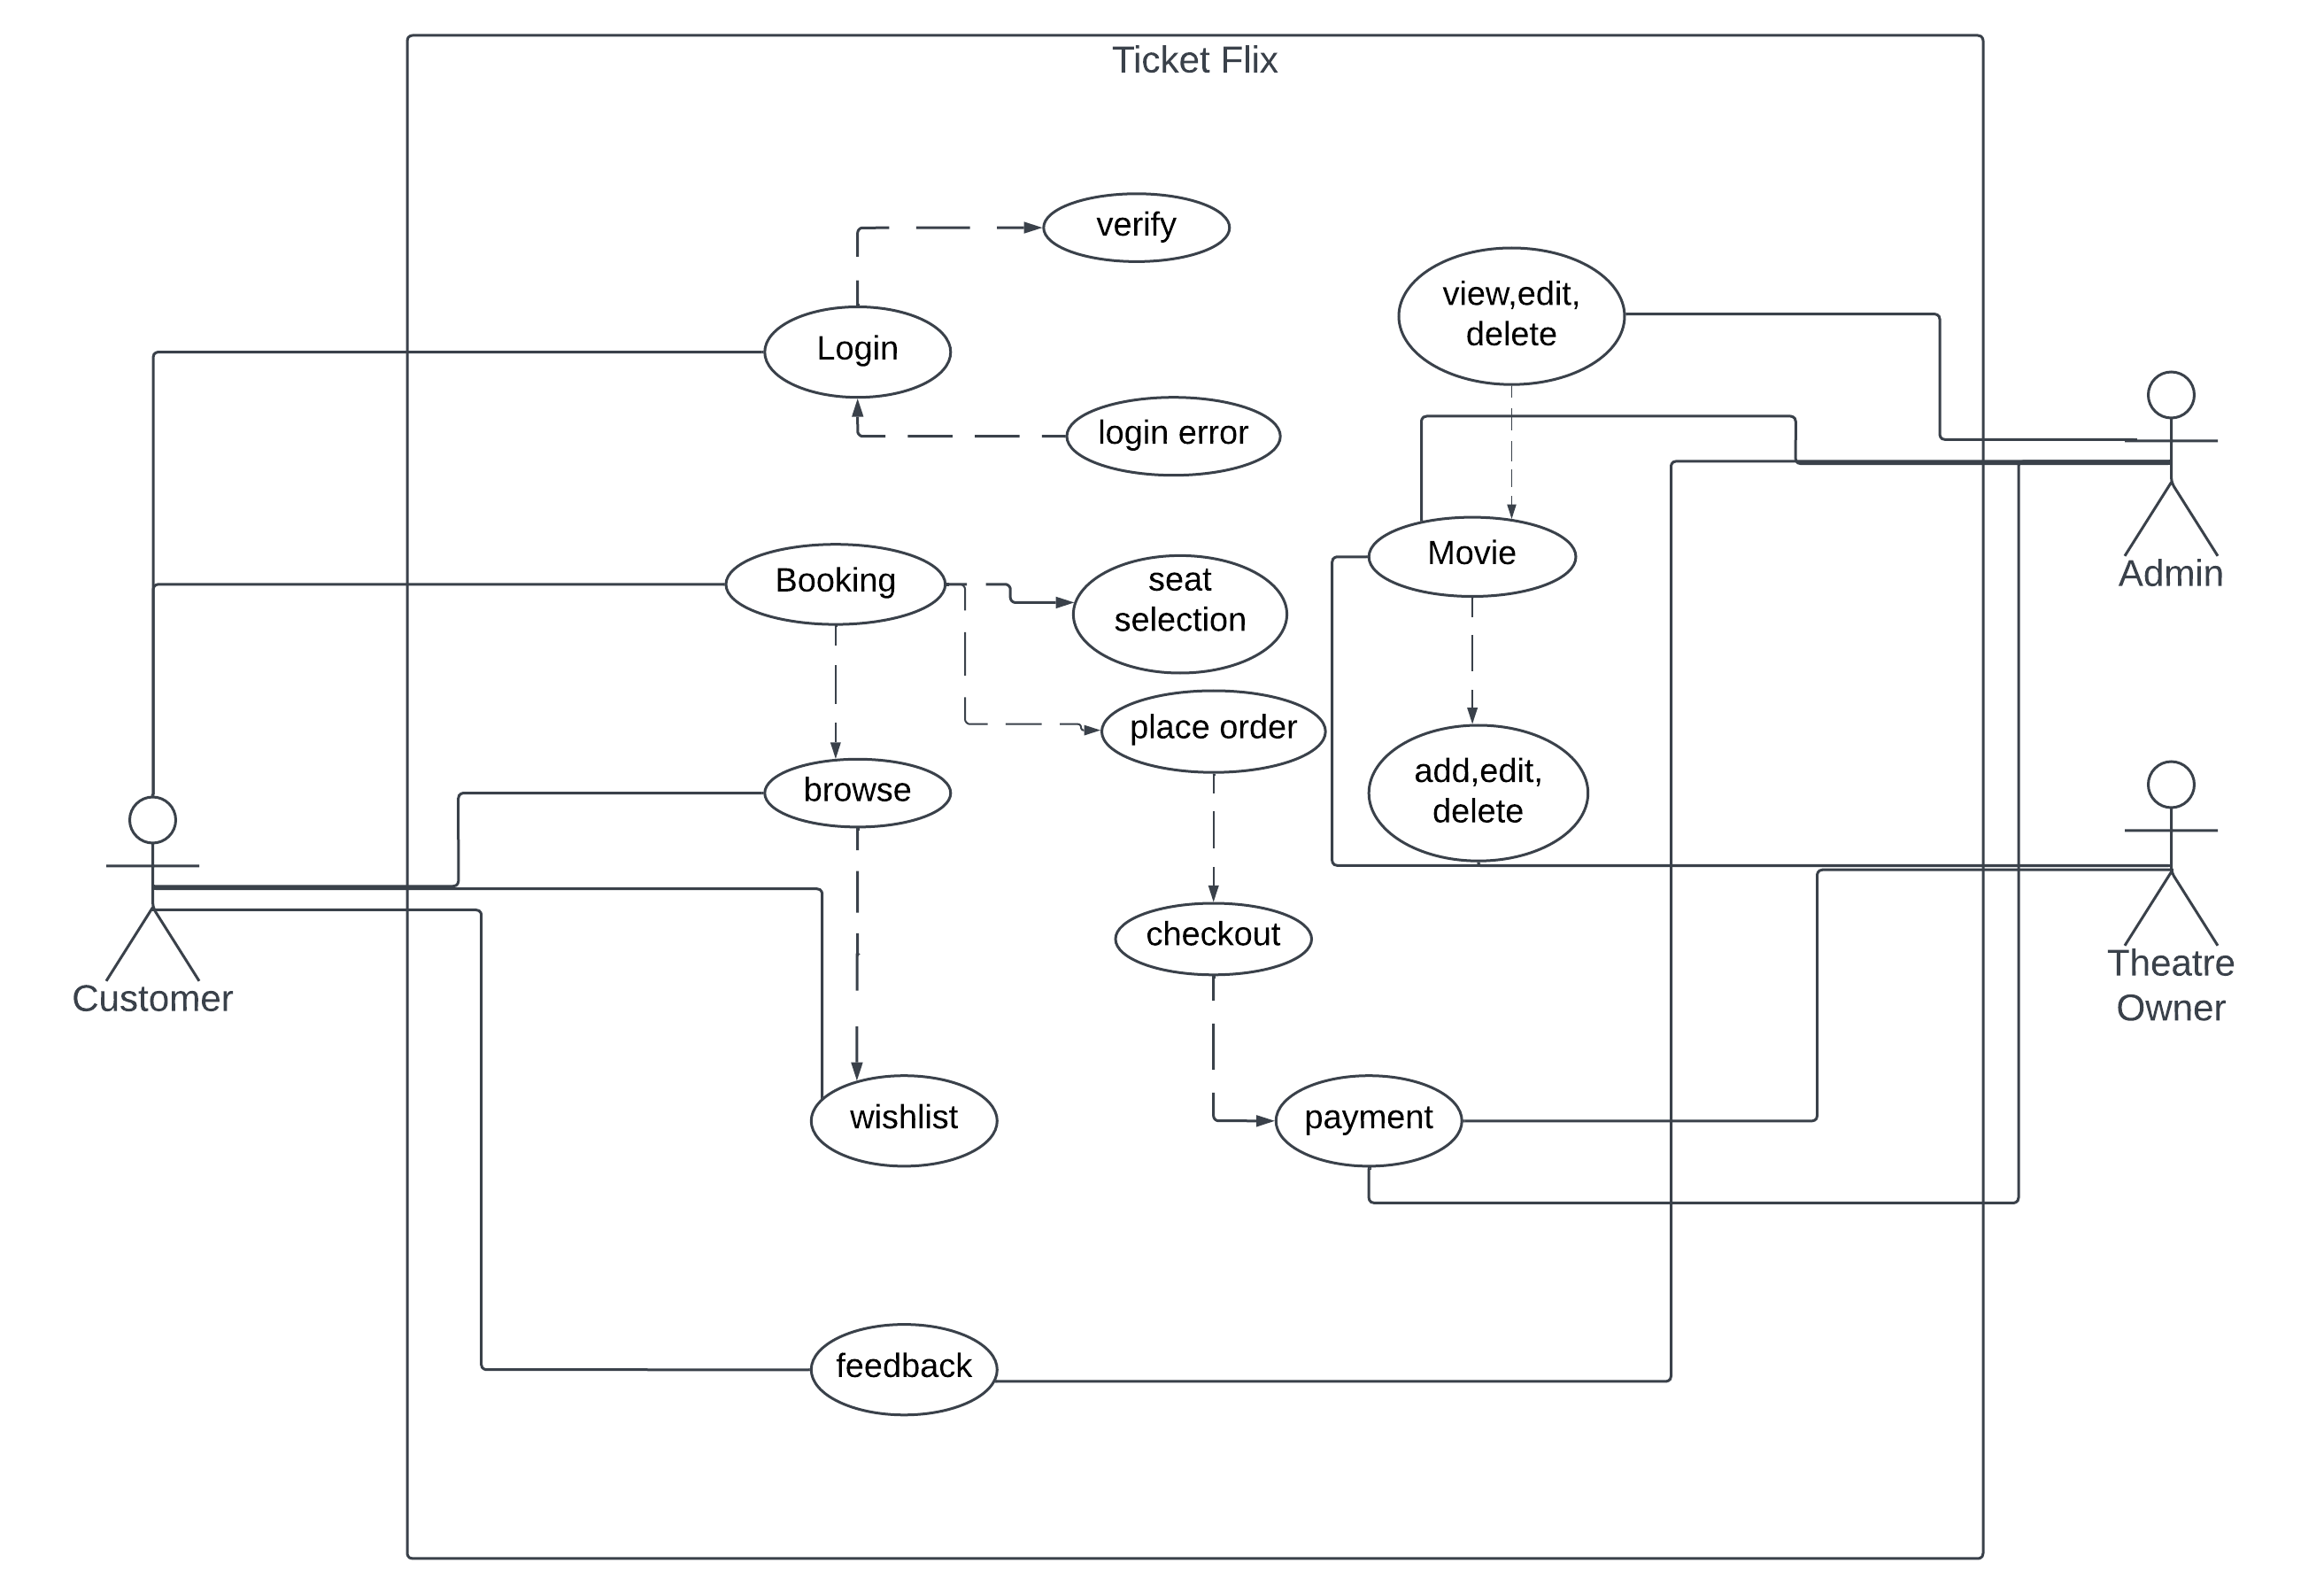 Ticket Flix
verify
view,edit,
delete
Login
login error
Movie
Admin
Booking
seat
selection
place order
add,edit,
delete
browse
checkout
Customer
Theatre
Owner
wishlist
payment
feedback